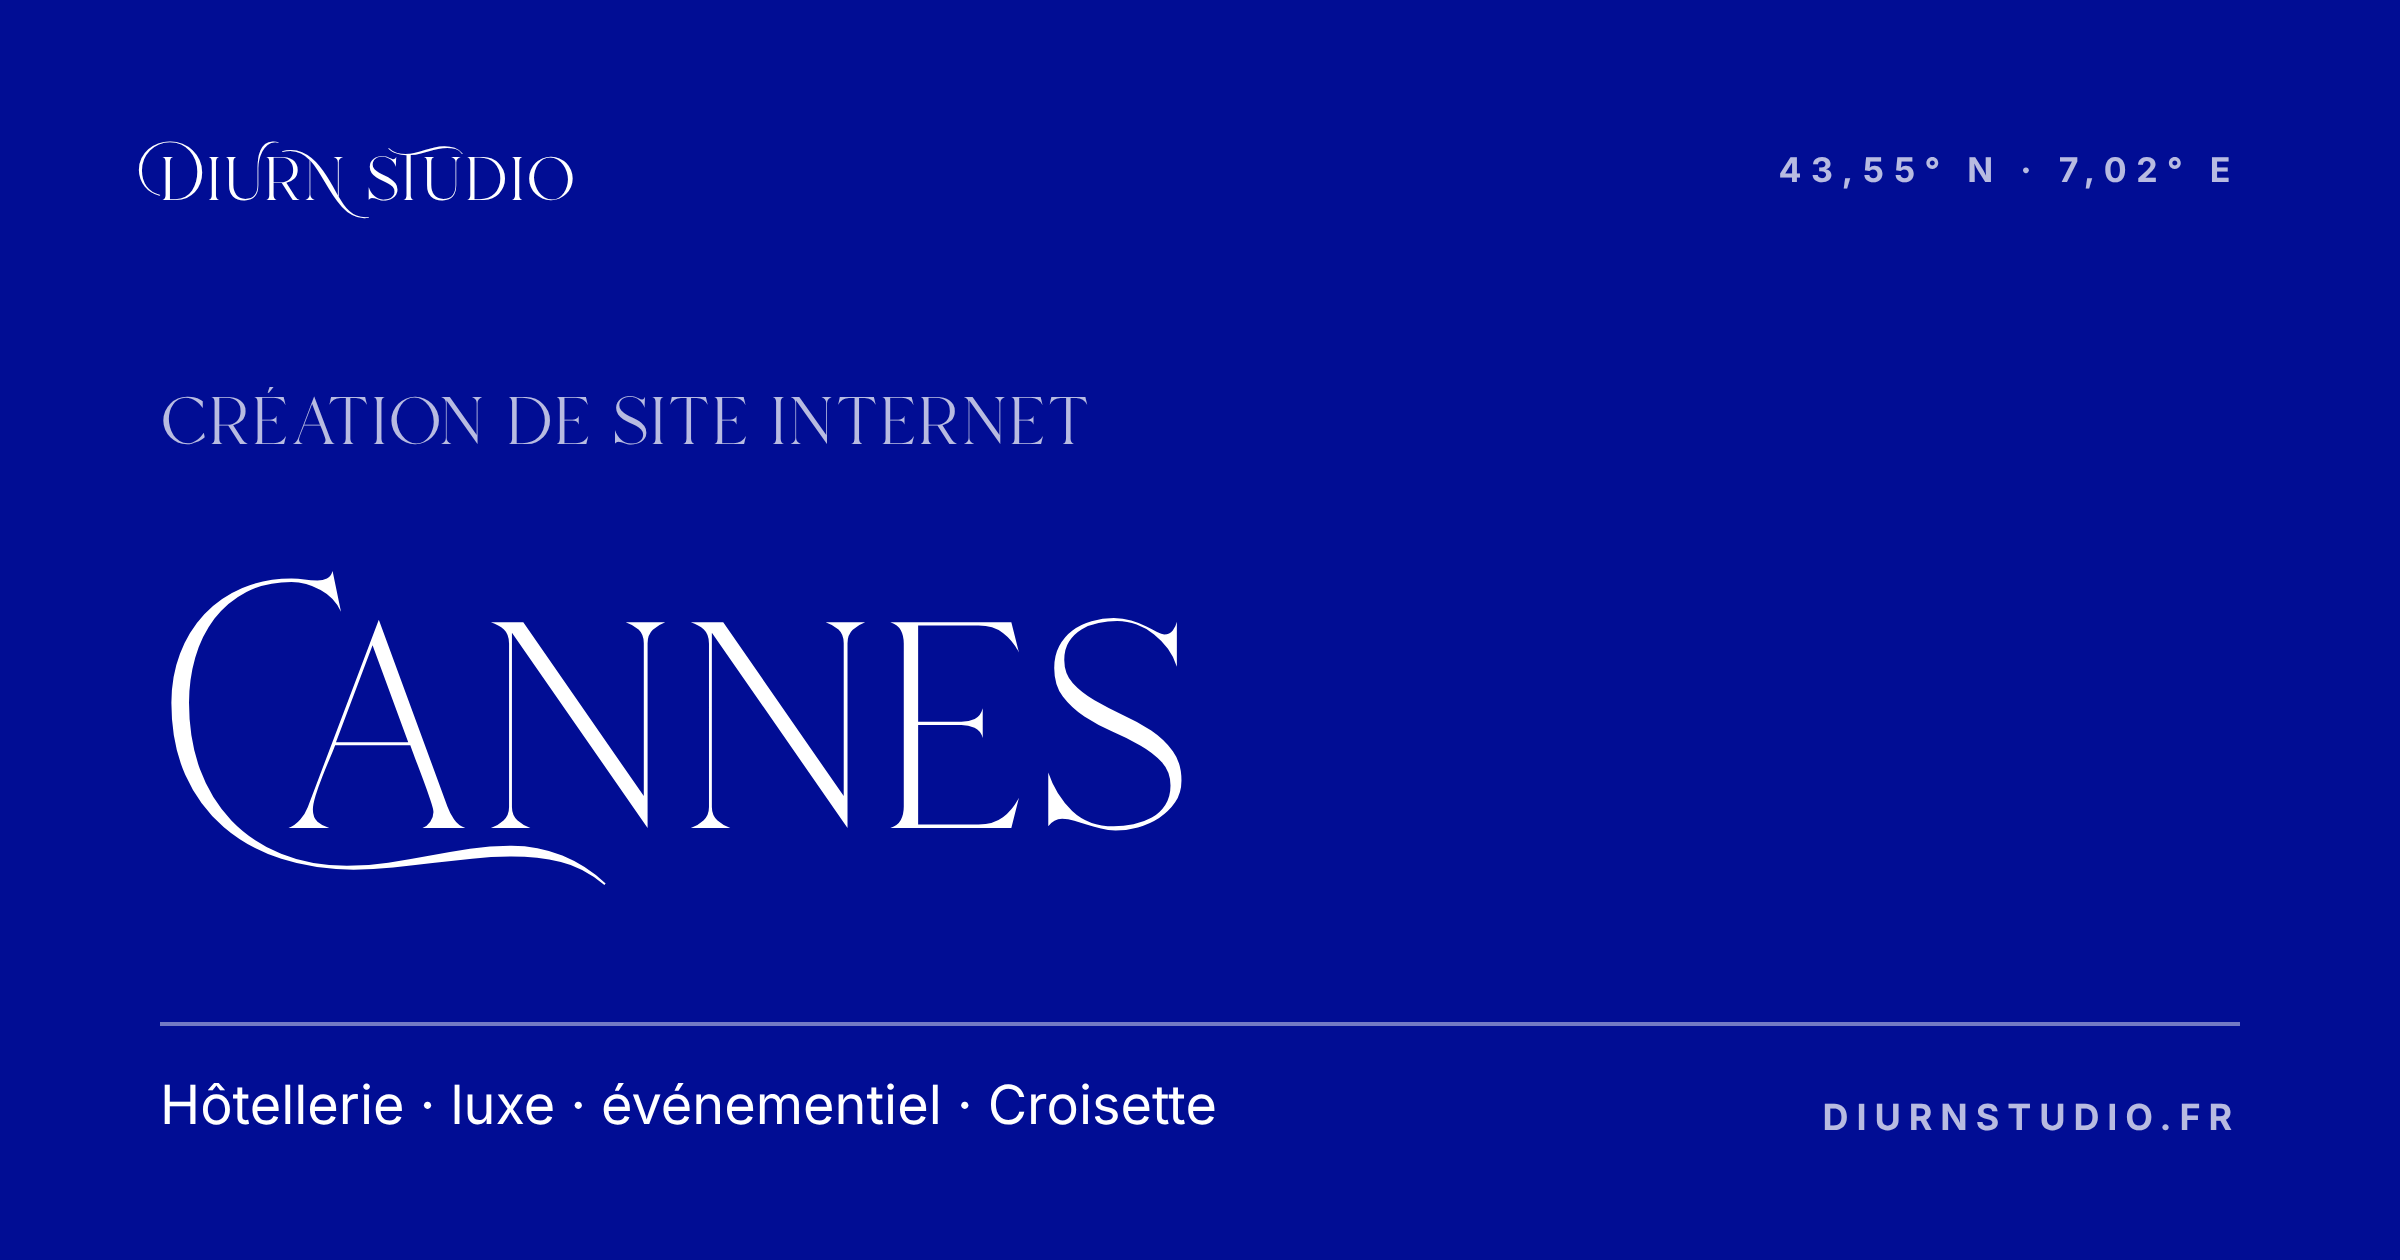 DIURN STUDIO
43,55° N · 7,02° E
CRÉATION DE SITE INTERNET
CANNES
Hôtellerie · luxe · événementiel · Croisette
DIURNSTUDIO.FR